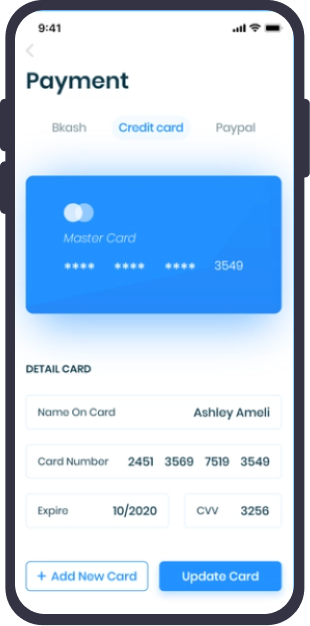 9:41
Payment
Bkash Credit card Paypal
Master Card
**** **** **** 3549
DETAIL CARD
Name On Card Ashley Ameli
Card Number 2451 3569 7519 3549
Expire 10/2020 CVV 3256
+ Add New Card Update Card